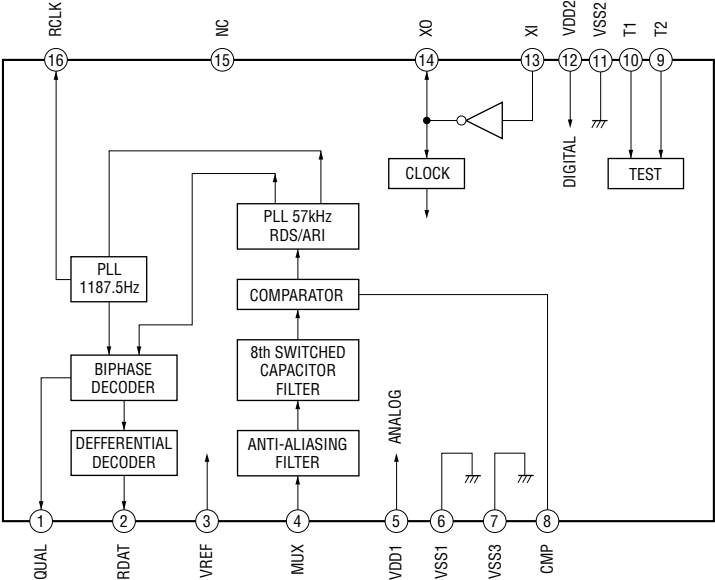 RCLK
NC
XO
XI
VDD2
VSS2
T1
T2
16
15
14
13
12
11
10
9
CLOCK
DIGITAL
TEST
PLL 57kHz
RDS/ARI
PLL
1187.5Hz
COMPARATOR
BIPHASE
DECODER
8th SWITCHED
CAPACITOR
FILTER
ANALOG
DEFFERENTIAL
DECODER
ANTI-ALIASING
FILTER
1
2
3
4
5
6
7
8
QUAL
RDAT
VREF
MUX
VDD1
VSS1
VSS3
CMP